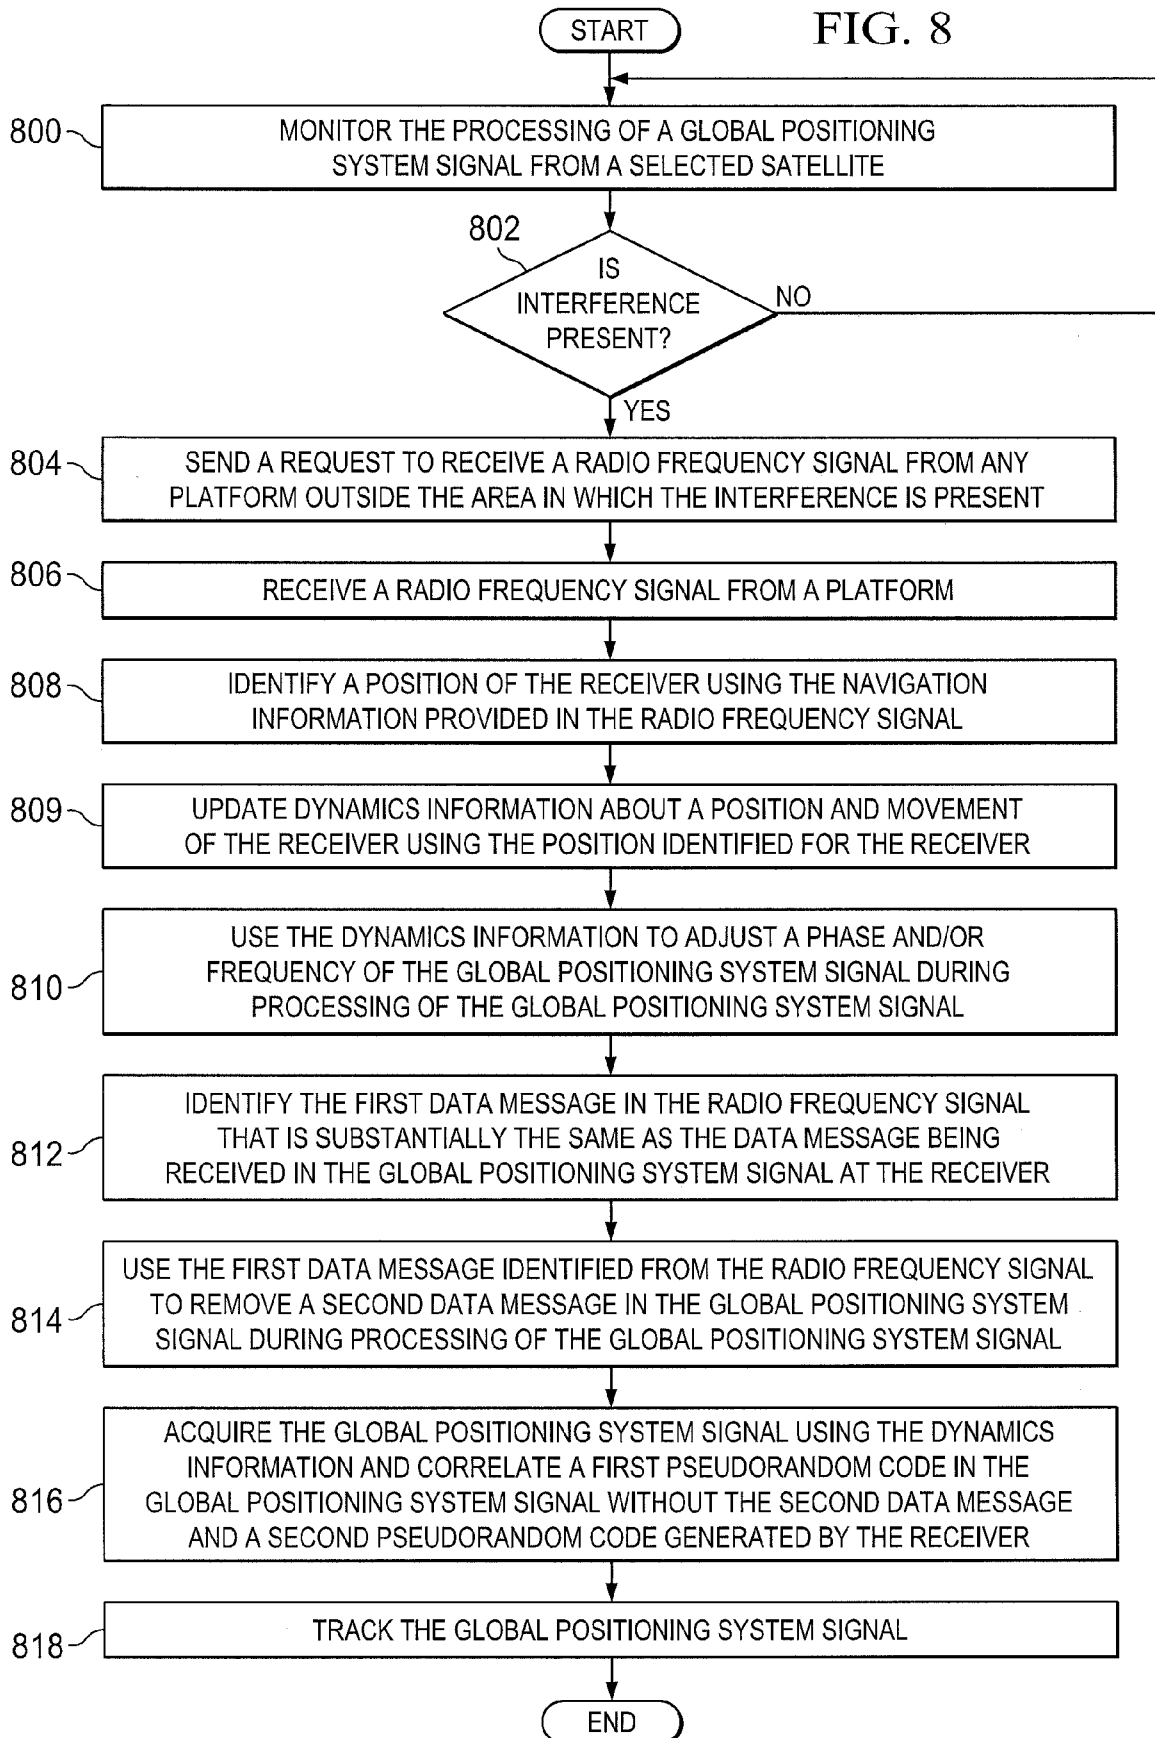 START
FIG. 8
800
MONITOR THE PROCESSING OF A GLOBAL POSITIONING
SYSTEM SIGNAL FROM A SELECTED SATELLITE
802
IS
INTERFERENCE
PRESENT?
NO
YES
804
SEND A REQUEST TO RECEIVE A RADIO FREQUENCY SIGNAL FROM ANY
PLATFORM OUTSIDE THE AREA IN WHICH THE INTERFERENCE IS PRESENT
806
RECEIVE A RADIO FREQUENCY SIGNAL FROM A PLATFORM
808
IDENTIFY A POSITION OF THE RECEIVER USING THE NAVIGATION
INFORMATION PROVIDED IN THE RADIO FREQUENCY SIGNAL
809
UPDATE DYNAMICS INFORMATION ABOUT A POSITION AND MOVEMENT
OF THE RECEIVER USING THE POSITION IDENTIFIED FOR THE RECEIVER
810
USE THE DYNAMICS INFORMATION TO ADJUST A PHASE AND/OR
FREQUENCY OF THE GLOBAL POSITIONING SYSTEM SIGNAL DURING
PROCESSING OF THE GLOBAL POSITIONING SYSTEM SIGNAL
812
IDENTIFY THE FIRST DATA MESSAGE IN THE RADIO FREQUENCY SIGNAL
THAT IS SUBSTANTIALLY THE SAME AS THE DATA MESSAGE BEING
RECEIVED IN THE GLOBAL POSITIONING SYSTEM SIGNAL AT THE RECEIVER
814
USE THE FIRST DATA MESSAGE IDENTIFIED FROM THE RADIO FREQUENCY SIGNAL
TO REMOVE A SECOND DATA MESSAGE IN THE GLOBAL POSITIONING SYSTEM
SIGNAL DURING PROCESSING OF THE GLOBAL POSITIONING SYSTEM SIGNAL
816
ACQUIRE THE GLOBAL POSITIONING SYSTEM SIGNAL USING THE DYNAMICS
INFORMATION AND CORRELATE A FIRST PSEUDORANDOM CODE IN THE
GLOBAL POSITIONING SYSTEM SIGNAL WITHOUT THE SECOND DATA MESSAGE
AND A SECOND PSEUDORANDOM CODE GENERATED BY THE RECEIVER
818
TRACK THE GLOBAL POSITIONING SYSTEM SIGNAL
END